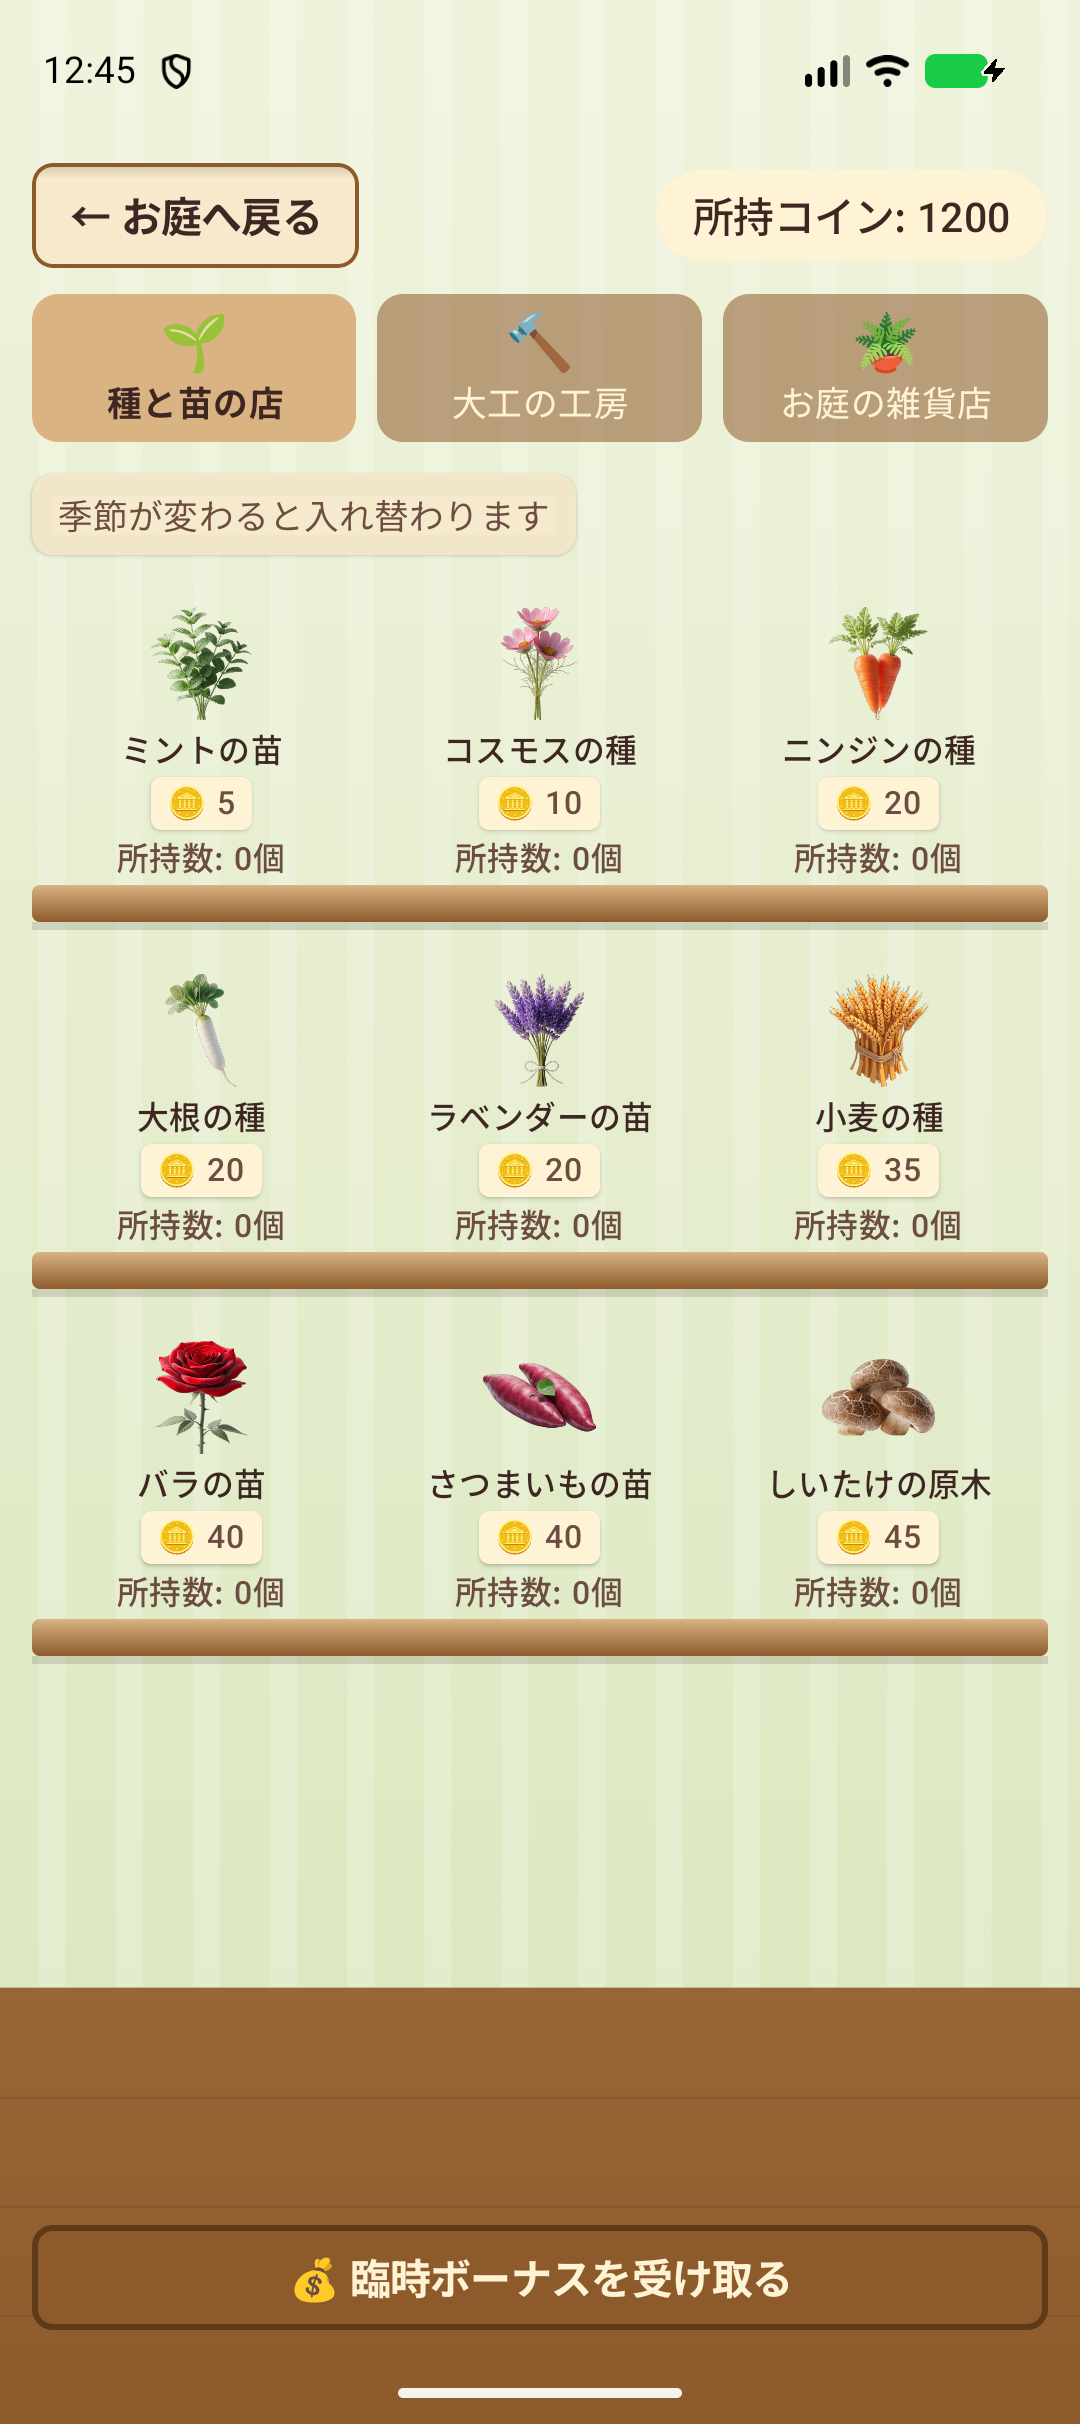 12:45
← お庭へ戻る
所持コイン: 1200
種と苗の店
大工の工房
お庭の雑貨店
季節が変わると入れ替わります
ミントの苗
コスモスの種
ニンジンの種
5
10
20
所持数: 0個
所持数: 0個
所持数: 0個
大根の種
ラベンダーの苗
小麦の種
20
20
35
所持数: 0個
所持数: 0個
所持数: 0個
バラの苗
さつまいもの苗
しいたけの原木
40
40
45
所持数: 0個
所持数: 0個
所持数: 0個
臨時ボーナスを受け取る